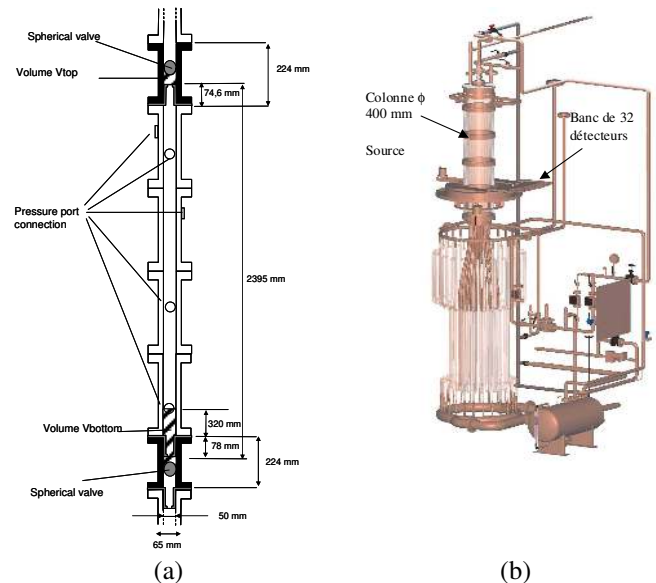 Spherical valve
Volume Vtop
224 mm
74,6 mm
Pressure port
connection
2395 mm
Volume Vbottom
320 mm
78 mm
224 mm
Spherical valve
50 mm
65 mm
(a)
Colonne ϕ
400 mm
Source
Banc de 32
détecteurs
(b)